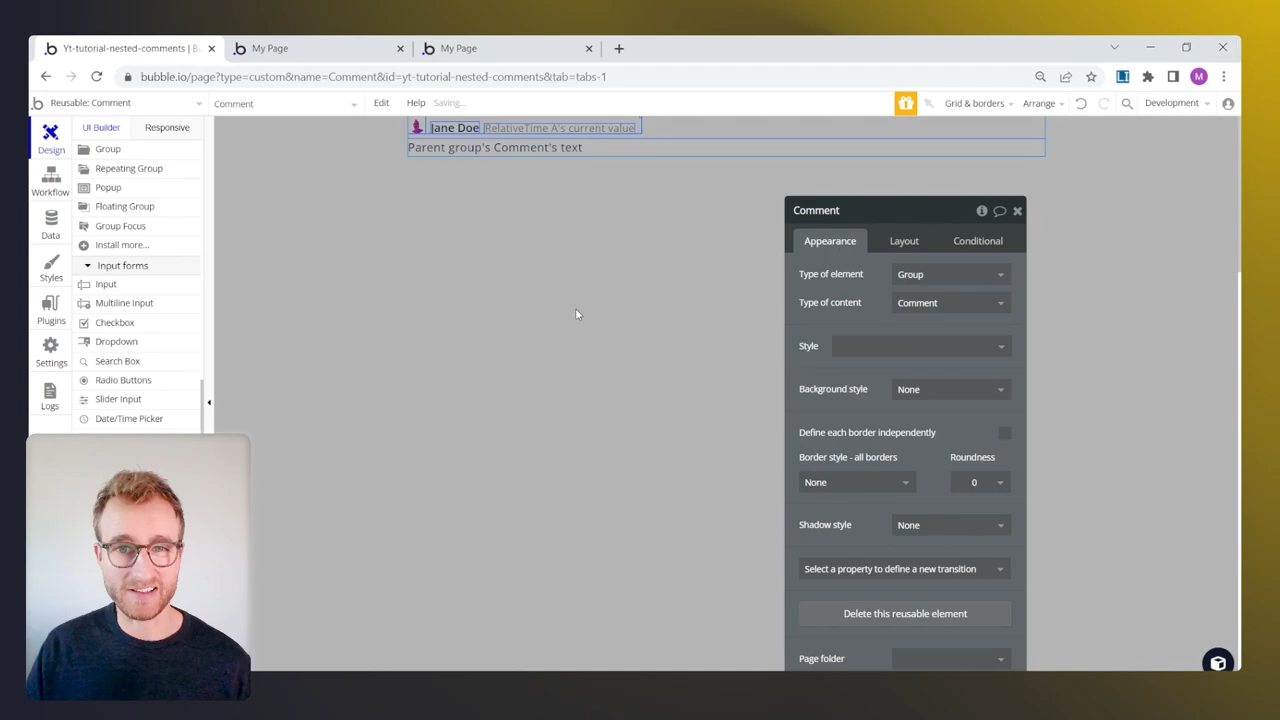 Yt-tutorial-nested-comments | B
My Page
My Page
bubble.io/page?type=custom&name=Comment&id=yt-tutorial-nested-comments&tab=tabs-1
M
Reusable: Comment
Comment
Edit
Help
Saving...
Grid & borders
Arrange
Development
Design
Workflow
Data
Styles
Plugins
Settings
Logs
UI Builder
Responsive
Group
Repeating Group
Popup
Floating Group
Group Focus
Install more...
Input forms
Input
Multiline Input
Checkbox
Dropdown
Search Box
Radio Buttons
Slider Input
Date/Time Picker
Jane Doe RelativeTime A's current value
Parent group's Comment's text
Comment
Appearance
Layout
Conditional
Type of element Group
Type of content Comment
Style
Background style None
Define each border independently
Border style - all borders Roundness
None 0
Shadow style None
Select a property to define a new transition
Delete this reusable element
Page folder